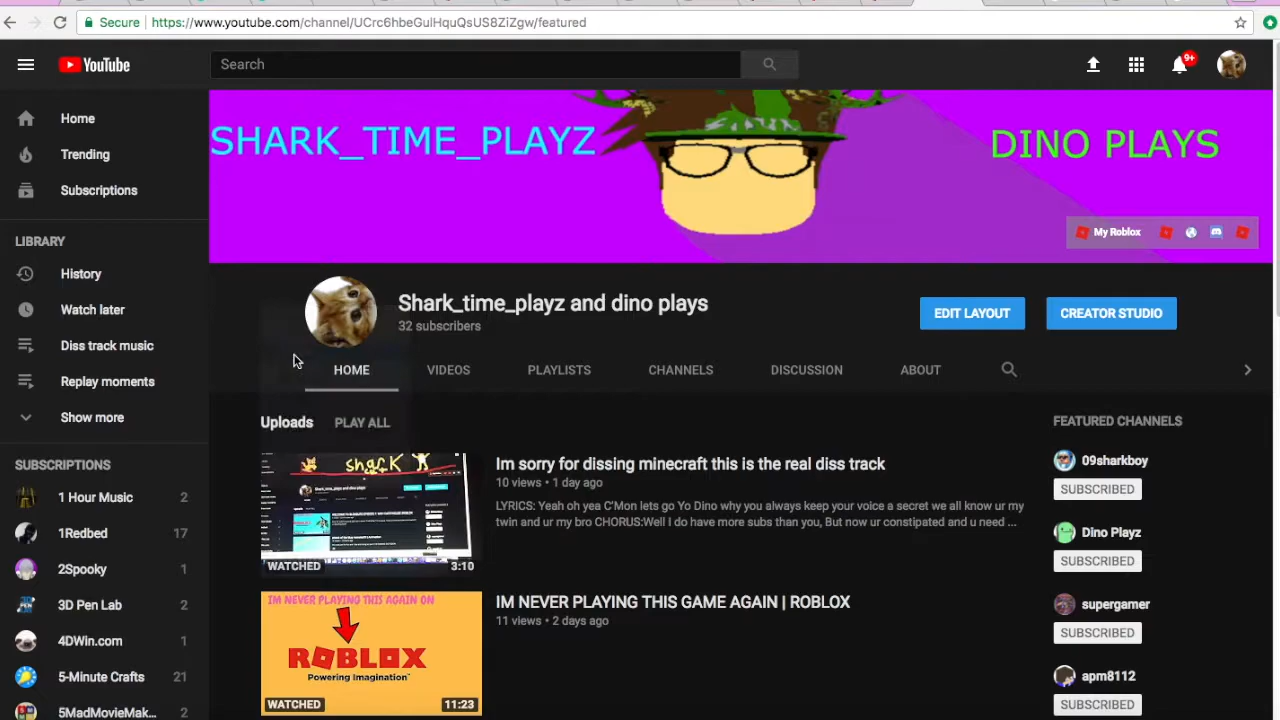 Secure https://www.youtube.com/channel/UCrc6hbeGulHquQsUS8ZiZgw/featured
YouTube
Search
9+
Home
Trending
Subscriptions
LIBRARY
History
Watch later
Diss track music
Replay moments
Show more
SUBSCRIPTIONS
1 Hour Music 2
1Redbed 17
2Spooky 1
3D Pen Lab 2
4DWin.com 1
5-Minute Crafts 21
5MadMovieMak... 2
SHARK_TIME_PLAYZ
DINO PLAYS
My Roblox
Shark_time_playz and dino plays
32 subscribers
EDIT LAYOUT
CREATOR STUDIO
HOME VIDEOS PLAYLISTS CHANNELS DISCUSSION ABOUT
Uploads PLAY ALL
shark
WATCHED
3:10
Im sorry for dissing minecraft this is the real diss track
10 views • 1 day ago
LYRICS: Yeah oh yea C'Mon lets go Yo Dino why you always keep your voice a secret we all know ur my
twin and ur my bro CHORUS:Well I do have more subs than you, But now ur constipated and u need ...
IM NEVER PLAYING THIS AGAIN ON
ROBLOX
Powering Imagination™
WATCHED
11:23
IM NEVER PLAYING THIS GAME AGAIN | ROBLOX
11 views • 2 days ago
FEATURED CHANNELS
09sharkboy
SUBSCRIBED
Dino Playz
SUBSCRIBED
supergamer
SUBSCRIBED
apm8112
SUBSCRIBED